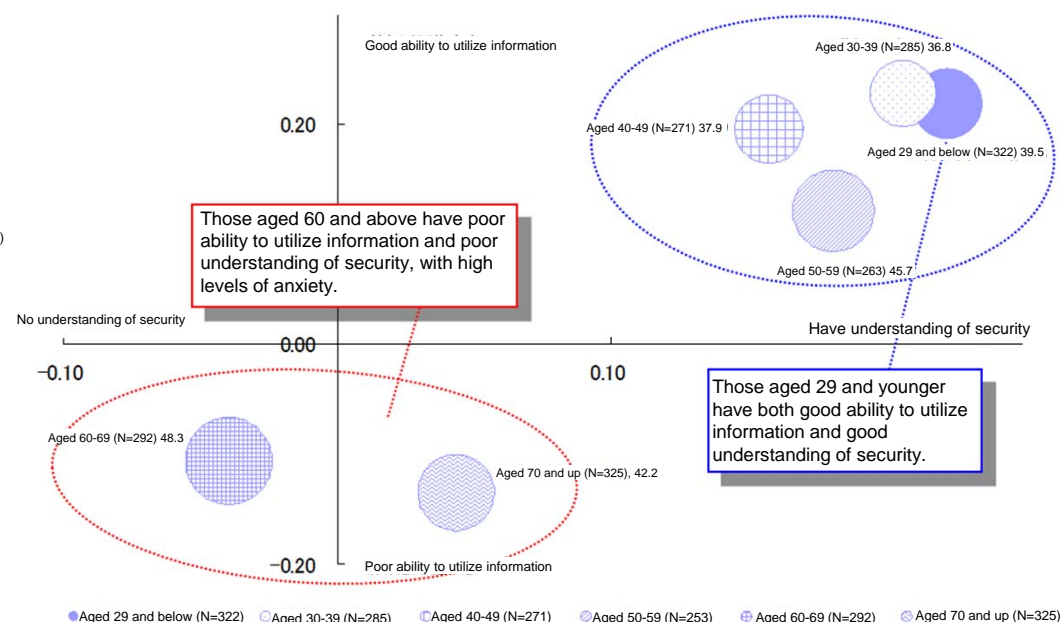 Good ability to utilize information
Aged 30-39 (N=285) 36.8
0.20
Aged 40-49 (N=271) 37.9
Aged 29 and below (N=322) 39.5
Those aged 60 and above have poor
ability to utilize information and poor
understanding of security, with high
levels of anxiety.
)
Aged 50-59 (N=263) 45.7
No understanding of security
Have understanding of security
0.00
−0.10
0.10
Those aged 29 and younger
have both good ability to utilize
information and good
understanding of security.
Aged 60-69 (N=292) 48.3
Aged 70 and up (N=325), 42.2
−0.20
Poor ability to utilize information
Aged 29 and below (N=322)
Aged 30-39 (N=285)
Aged 40-49 (N=271)
Aged 50-59 (N=253)
Aged 60-69 (N=292)
Aged 70 and up (N=325)